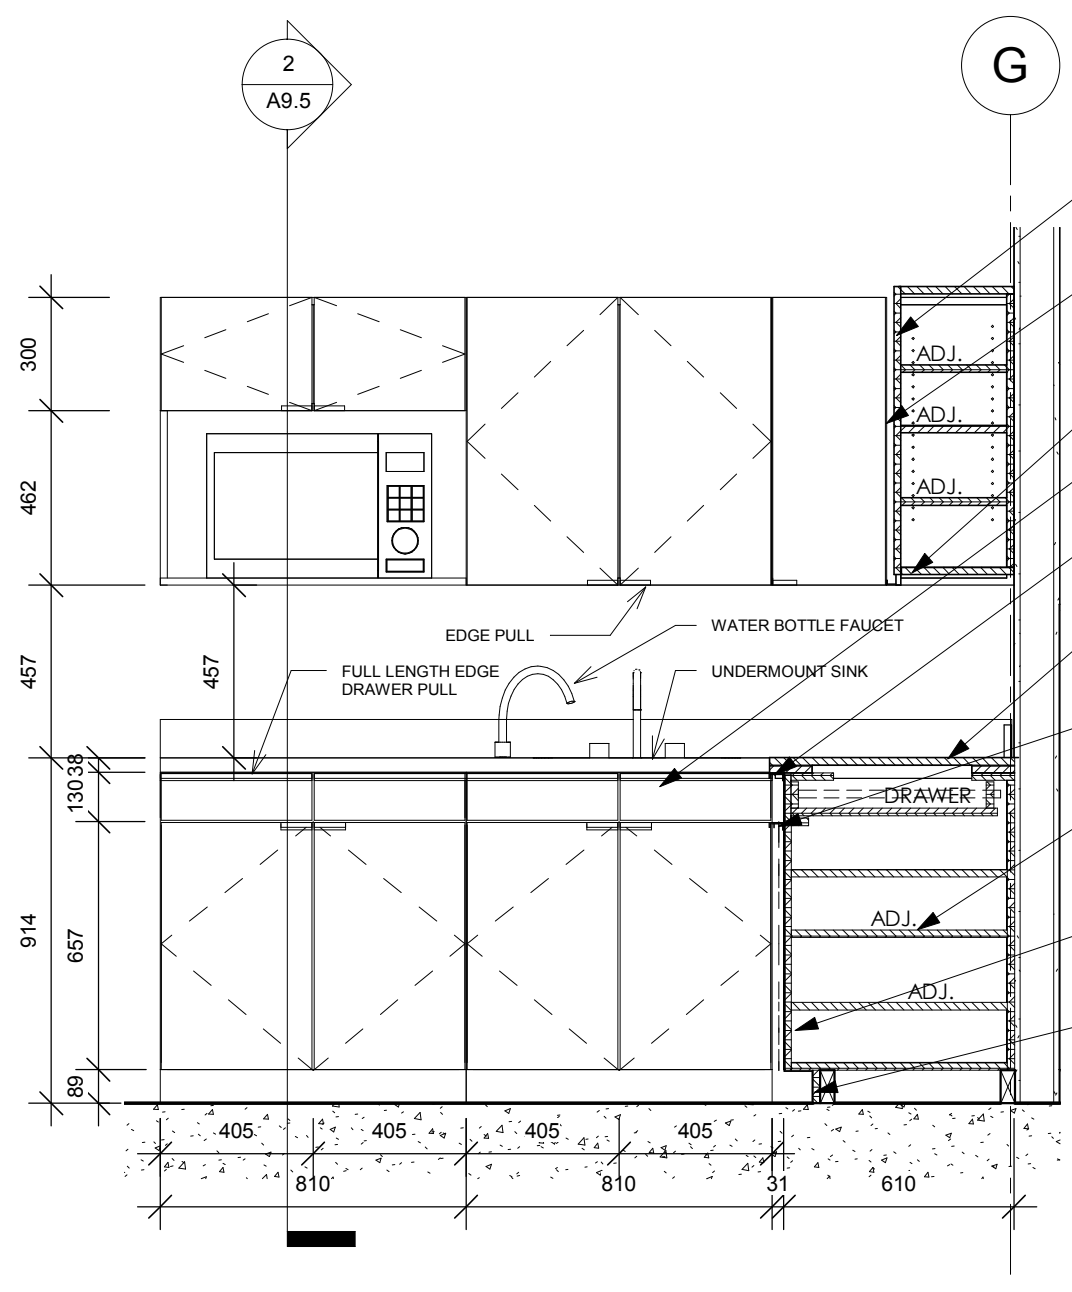 2
A9.5
G
300
462
457
914
38
130
657
89
457
ADJ.
ADJ.
ADJ.
EDGE PULL
WATER BOTTLE FAUCET
FULL LENGTH EDGE
DRAWER PULL
UNDERMOUNT SINK
DRAWER
ADJ.
ADJ.
405 405 405 405
810 810 31 610